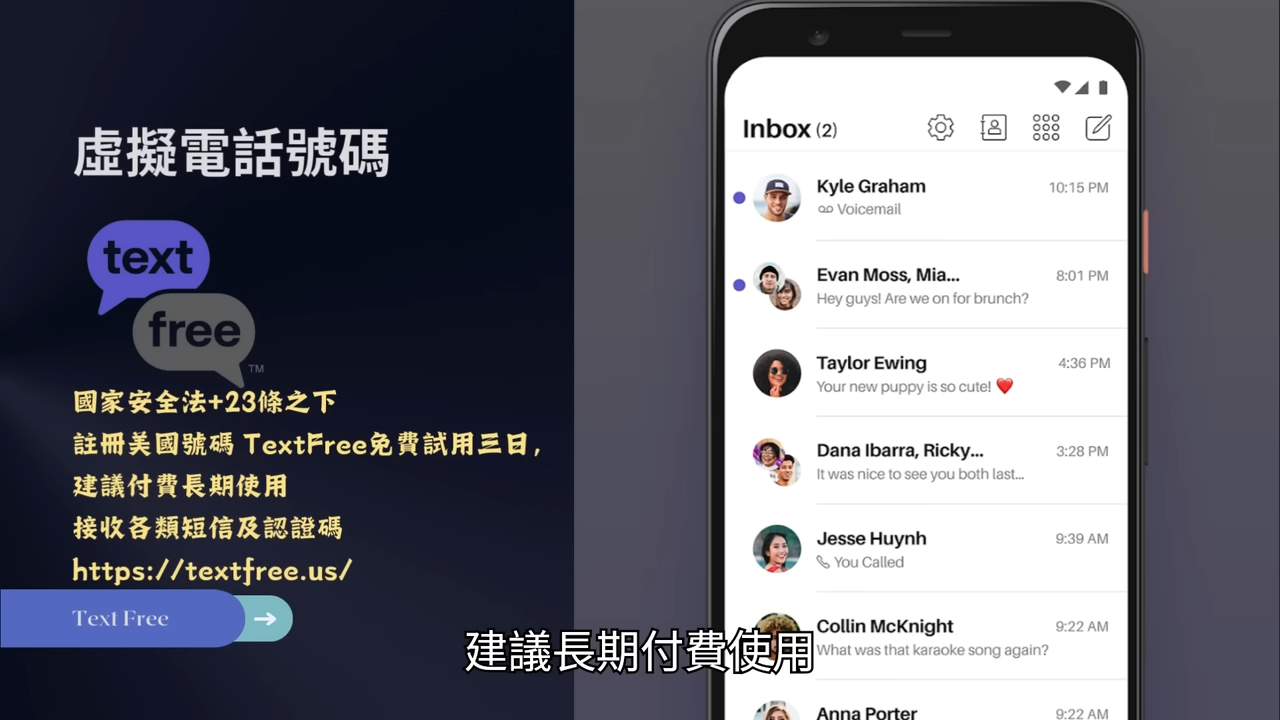 虛擬電話號碼
text
free
TM
國家安全法+23條之下
註冊美國號碼 TextFree免費試用三日,
建議付費長期使用
接收各類短信及認證碼
https://textfree.us/
Text Free
Inbox (2)
Kyle Graham
10:15 PM
Voicemail
Evan Moss, Mia...
8:01 PM
Hey guys! Are we on for brunch?
Taylor Ewing
4:36 PM
Your new puppy is so cute! ❤️
Dana Ibarra, Ricky...
3:28 PM
It was nice to see you both last...
Jesse Huynh
9:39 AM
You Called
Collin McKnight
9:22 AM
What was that karaoke song again?
Anna Porter
9:22 AM
建議長期付費使用